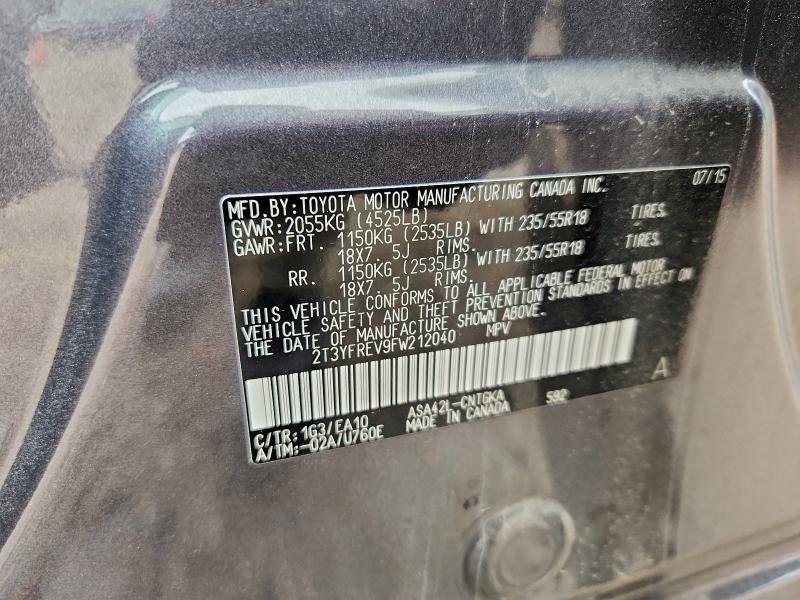 MFD.BY:TOYOTA MOTOR MANUFACTURING CANADA INC. 07/15
GVWR:2055KG (4525LB)
GAWR:FRT. 1150KG (2535LB) WITH 235/55R18 TIRES.
18X7.5J RIMS.
RR. 1150KG (2535LB) WITH 235/55R18 TIRES.
18X7.5J RIMS.
THIS VEHICLE CONFORMS TO ALL APPLICABLE FEDERAL MOTOR
VEHICLE SAFETY AND THEFT PREVENTION STANDARDS IN EFFECT ON
THE DATE OF MANUFACTURE SHOWN ABOVE.
2T3YFREV9FW212040 MPV
A
C/TR:1G3/EA10 ASA42L-CNTGKA 592
A/TM:-02A/U760E MADE IN CANADA